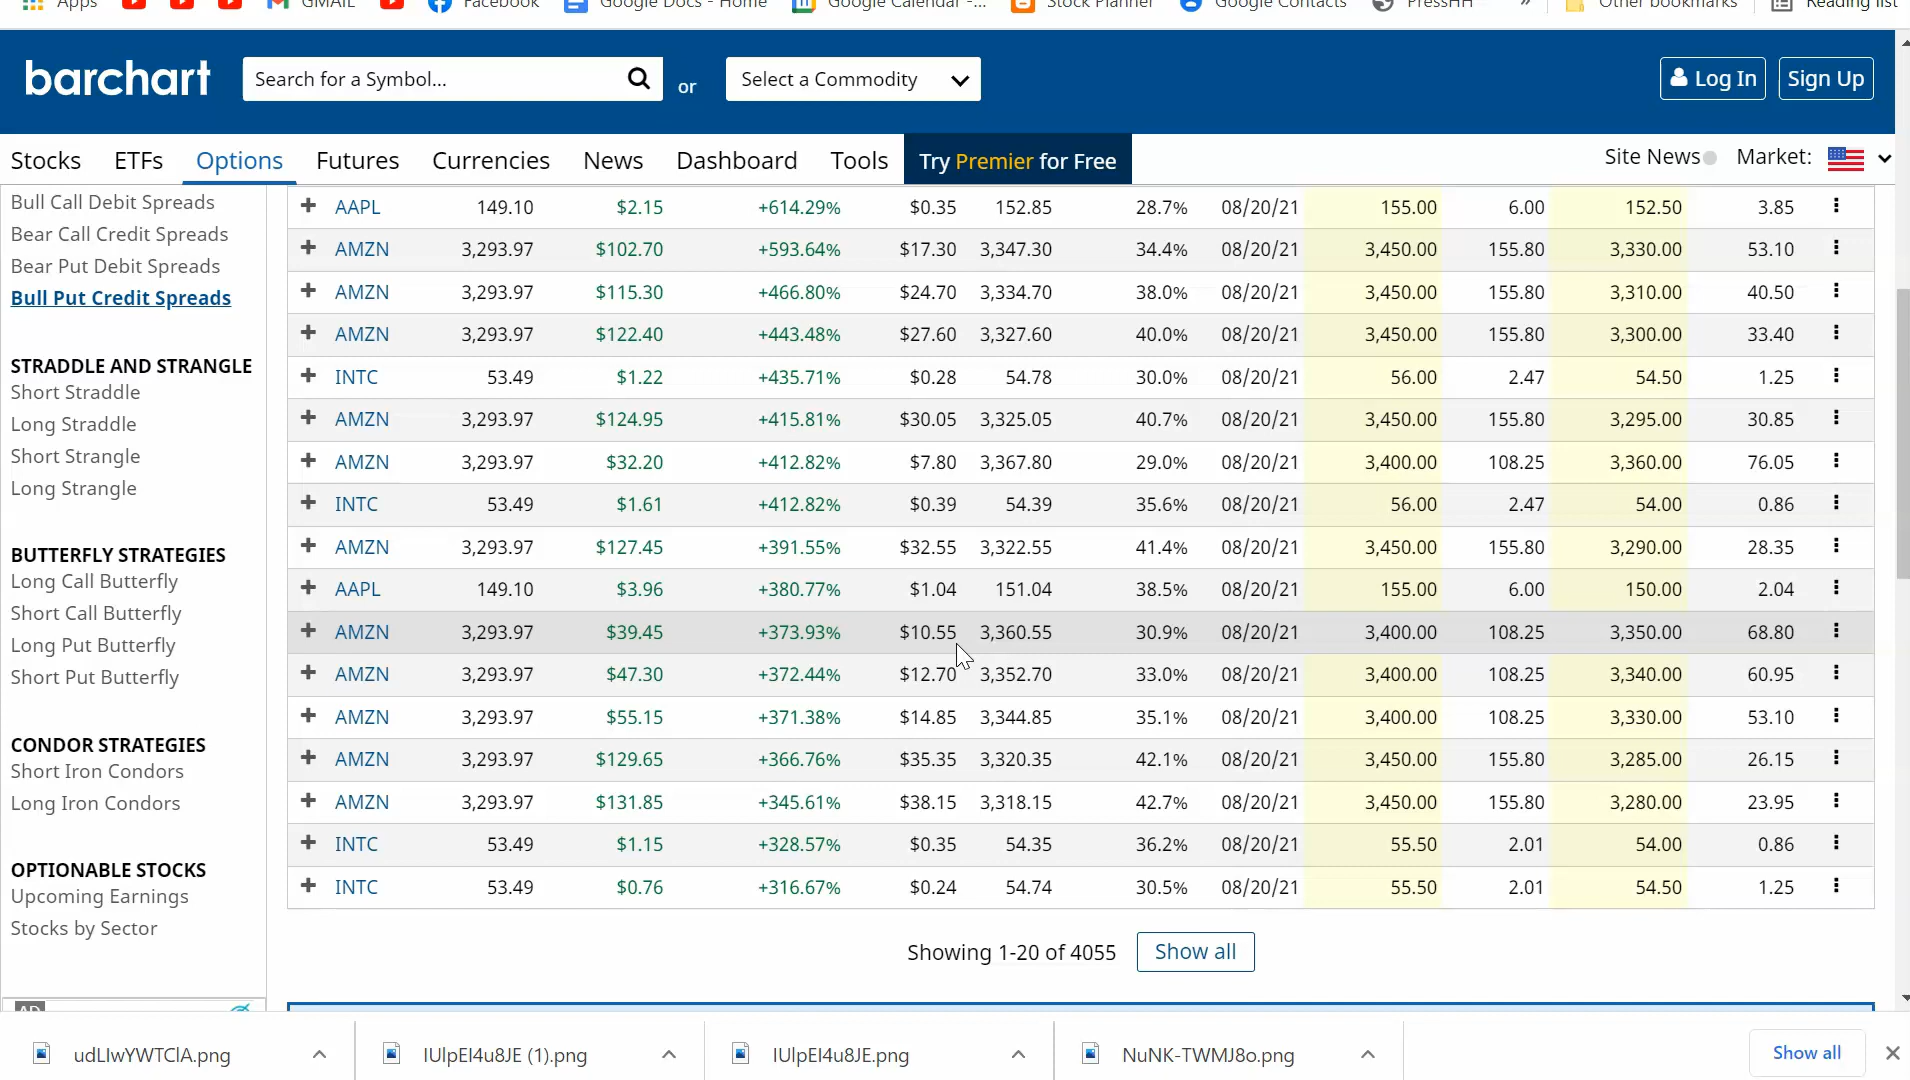 Apps GMAIL Facebook Google Docs - Home Google Calendar -... Stock Planner Google Contacts PressHH » Other bookmarks Reading list
barchart Search for a Symbol... or Select a Commodity Log In Sign Up
Stocks ETFs Options Futures Currencies News Dashboard Tools Try Premier for Free Site News Market:
Bull Call Debit Spreads
Bear Call Credit Spreads
Bear Put Debit Spreads
Bull Put Credit Spreads
STRADDLE AND STRANGLE
Short Straddle
Long Straddle
Short Strangle
Long Strangle
BUTTERFLY STRATEGIES
Long Call Butterfly
Short Call Butterfly
Long Put Butterfly
Short Put Butterfly
CONDOR STRATEGIES
Short Iron Condors
Long Iron Condors
OPTIONABLE STOCKS
Upcoming Earnings
Stocks by Sector
AD
+ AAPL 149.10 $2.15 +614.29% $0.35 152.85 28.7% 08/20/21 155.00 6.00 152.50 3.85
+ AMZN 3,293.97 $102.70 +593.64% $17.30 3,347.30 34.4% 08/20/21 3,450.00 155.80 3,330.00 53.10
+ AMZN 3,293.97 $115.30 +466.80% $24.70 3,334.70 38.0% 08/20/21 3,450.00 155.80 3,310.00 40.50
+ AMZN 3,293.97 $122.40 +443.48% $27.60 3,327.60 40.0% 08/20/21 3,450.00 155.80 3,300.00 33.40
+ INTC 53.49 $1.22 +435.71% $0.28 54.78 30.0% 08/20/21 56.00 2.47 54.50 1.25
+ AMZN 3,293.97 $124.95 +415.81% $30.05 3,325.05 40.7% 08/20/21 3,450.00 155.80 3,295.00 30.85
+ AMZN 3,293.97 $32.20 +412.82% $7.80 3,367.80 29.0% 08/20/21 3,400.00 108.25 3,360.00 76.05
+ INTC 53.49 $1.61 +412.82% $0.39 54.39 35.6% 08/20/21 56.00 2.47 54.00 0.86
+ AMZN 3,293.97 $127.45 +391.55% $32.55 3,322.55 41.4% 08/20/21 3,450.00 155.80 3,290.00 28.35
+ AAPL 149.10 $3.96 +380.77% $1.04 151.04 38.5% 08/20/21 155.00 6.00 150.00 2.04
+ AMZN 3,293.97 $39.45 +373.93% $10.55 3,360.55 30.9% 08/20/21 3,400.00 108.25 3,350.00 68.80
+ AMZN 3,293.97 $47.30 +372.44% $12.70 3,352.70 33.0% 08/20/21 3,400.00 108.25 3,340.00 60.95
+ AMZN 3,293.97 $55.15 +371.38% $14.85 3,344.85 35.1% 08/20/21 3,400.00 108.25 3,330.00 53.10
+ AMZN 3,293.97 $129.65 +366.76% $35.35 3,320.35 42.1% 08/20/21 3,450.00 155.80 3,285.00 26.15
+ AMZN 3,293.97 $131.85 +345.61% $38.15 3,318.15 42.7% 08/20/21 3,450.00 155.80 3,280.00 23.95
+ INTC 53.49 $1.15 +328.57% $0.35 54.35 36.2% 08/20/21 55.50 2.01 54.00 0.86
+ INTC 53.49 $0.76 +316.67% $0.24 54.74 30.5% 08/20/21 55.50 2.01 54.50 1.25
Showing 1-20 of 4055 Show all
udLIwYWTClA.png IUlpEI4u8JE (1).png IUlpEI4u8JE.png NuNK-TWMJ8o.png Show all